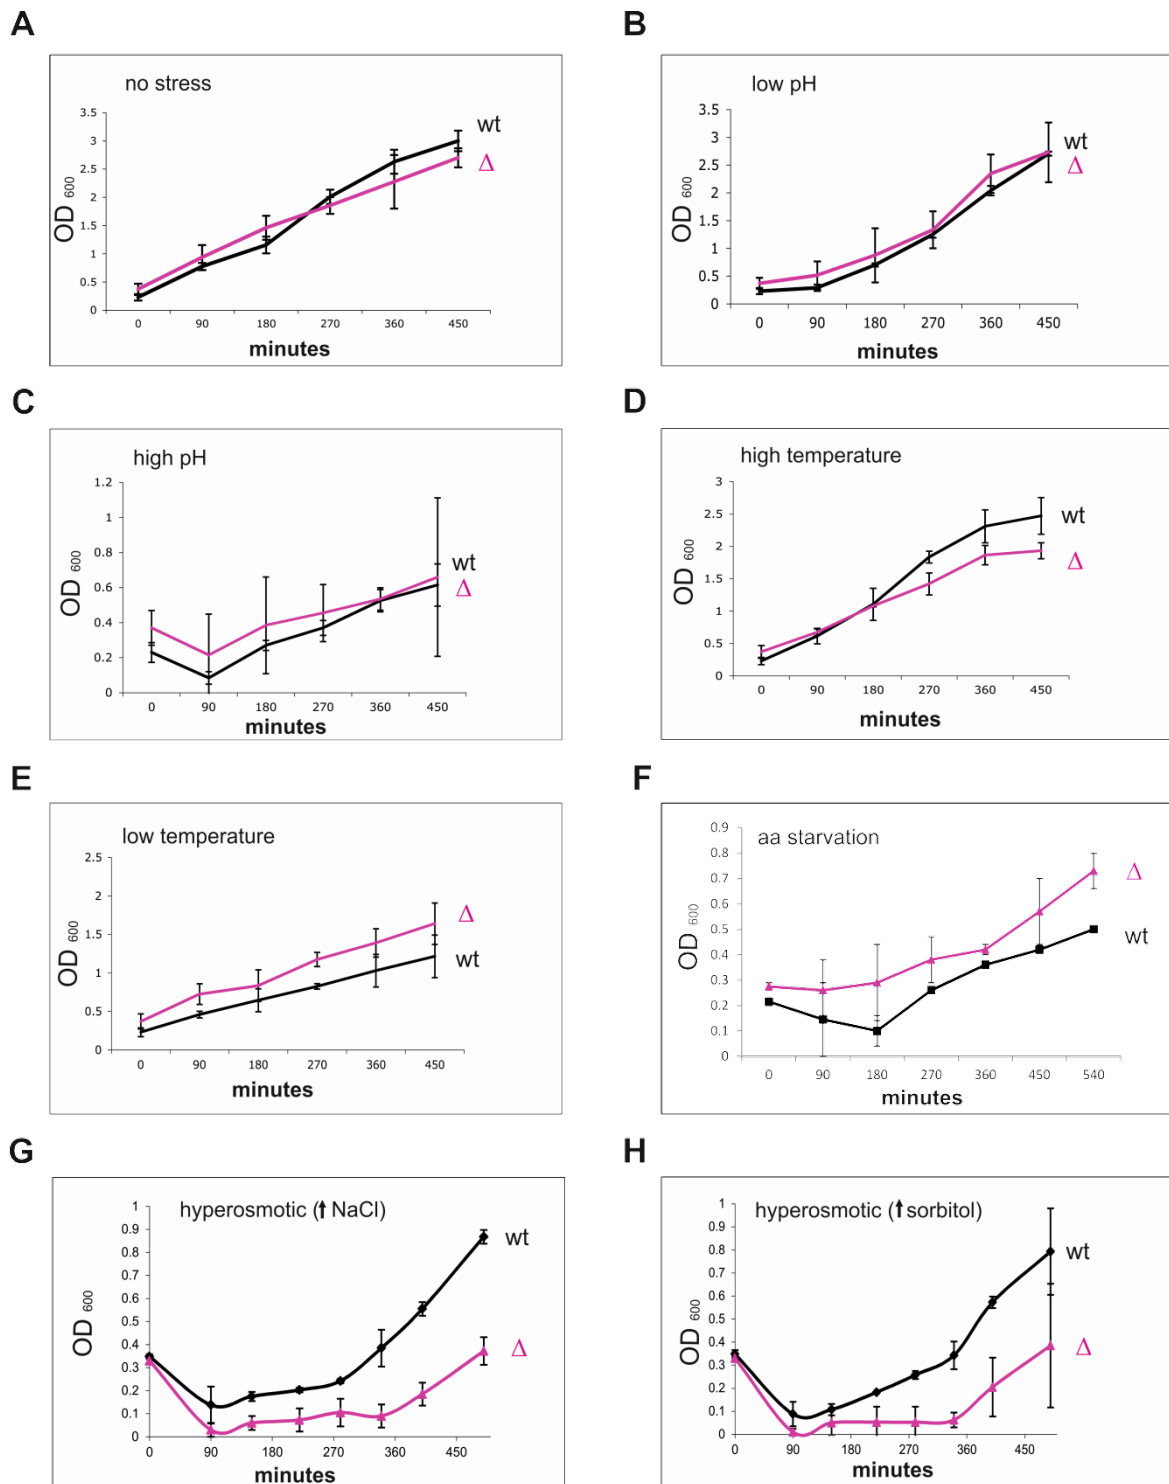 A
no stress
3.5
3
2.5
2
1.5
1
0.5
0
OD 600
wt
Δ
0 90 180 270 360 450
minutes
B
low pH
3.5
3
2.5
2
1.5
1
0.5
0
OD 600
wt
Δ
0 90 180 270 360 450
minutes
C
high pH
1.2
1
0.8
0.6
0.4
0.2
0
OD 600
wt
Δ
0 90 180 270 360 450
minutes
D
high temperature
3
2.5
2
1.5
1
0.5
0
OD 600
wt
Δ
0 90 180 270 360 450
minutes
E
low temperature
2.5
2
1.5
1
0.5
0
OD 600
Δ
wt
0 90 180 270 360 450
minutes
F
aa starvation
0.9
0.8
0.7
0.6
0.5
0.4
0.3
0.2
0.1
0
OD 600
Δ
wt
0 90 180 270 360 450 540
minutes
G
hyperosmotic (⬆ NaCl)
1
0.9
0.8
0.7
0.6
0.5
0.4
0.3
0.2
0.1
0
OD 600
wt
Δ
0 90 180 270 360 450
minutes
H
hyperosmotic (⬆ sorbitol)
1
0.9
0.8
0.7
0.6
0.5
0.4
0.3
0.2
0.1
0
OD 600
wt
Δ
0 90 180 270 360 450
minutes